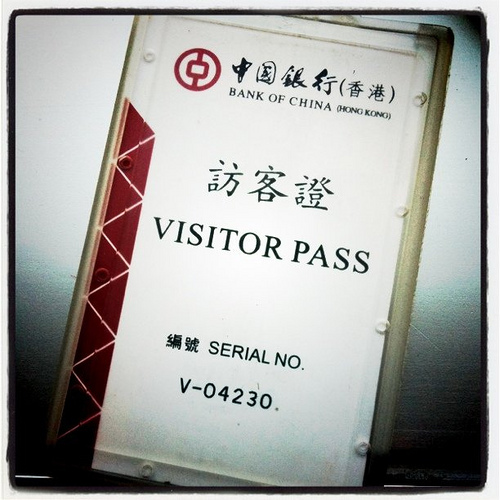 中国銀行(香港)
BANK OF CHINA (HONG KONG)
訪客證
VISITOR PASS
編號 SERIAL NO.
V-04230